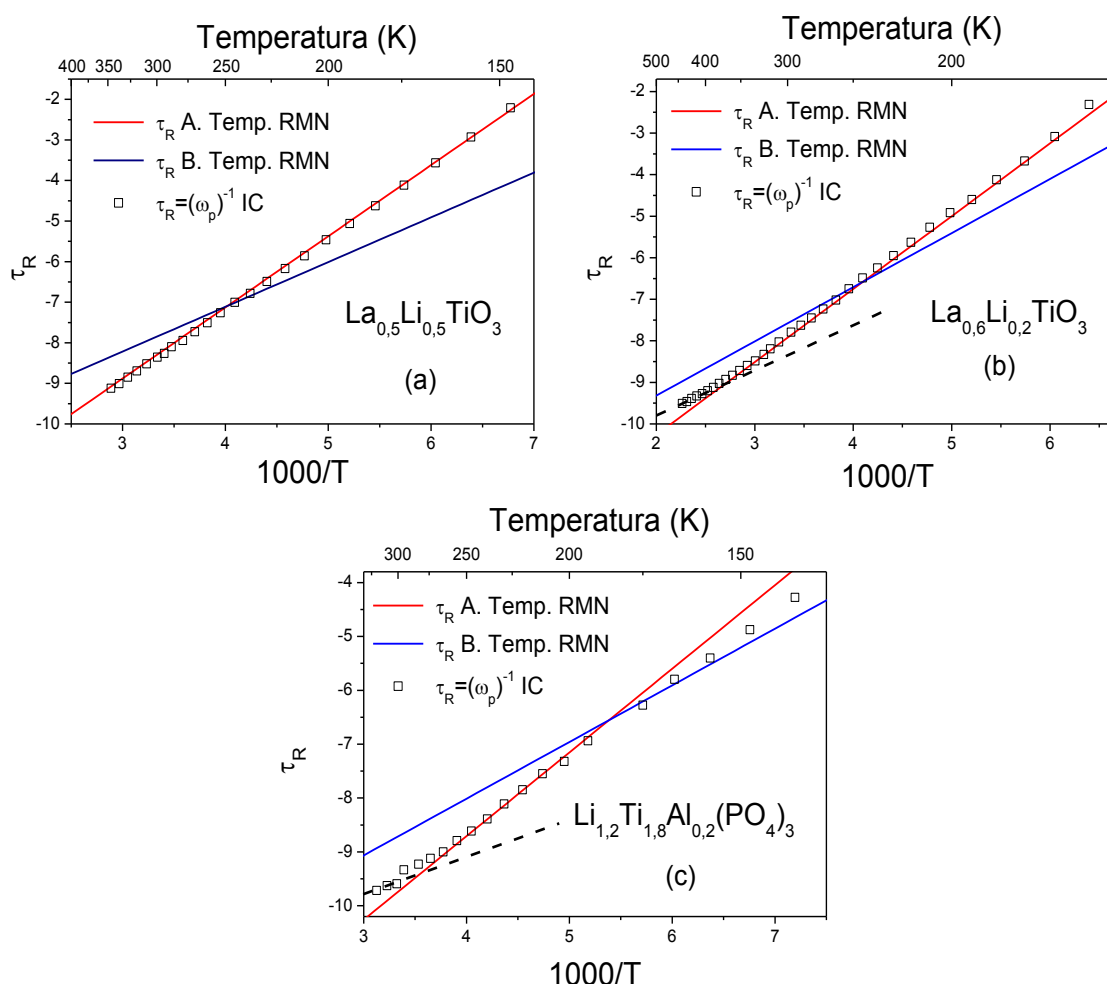 Temperatura (K)
400 350 300 250 200 150
-2
-3
-4
-5
-6
-7
-8
-9
-10
τR
τR A. Temp. RMN
τR B. Temp. RMN
τR=(ωp)-1 IC
La0,5Li0,5TiO3
(a)
3 4 5 6 7
1000/T
Temperatura (K)
500 400 300 200
-2
-3
-4
-5
-6
-7
-8
-9
-10
τR
τR A. Temp. RMN
τR B. Temp. RMN
τR=(ωp)-1 IC
La0,6Li0,2TiO3
(b)
2 3 4 5 6
1000/T
Temperatura (K)
300 250 200 150
-4
-5
-6
-7
-8
-9
-10
τR
τR A. Temp. RMN
τR B. Temp. RMN
τR=(ωp)-1 IC
Li1,2Ti1,8Al0,2(PO4)3
(c)
3 4 5 6 7
1000/T